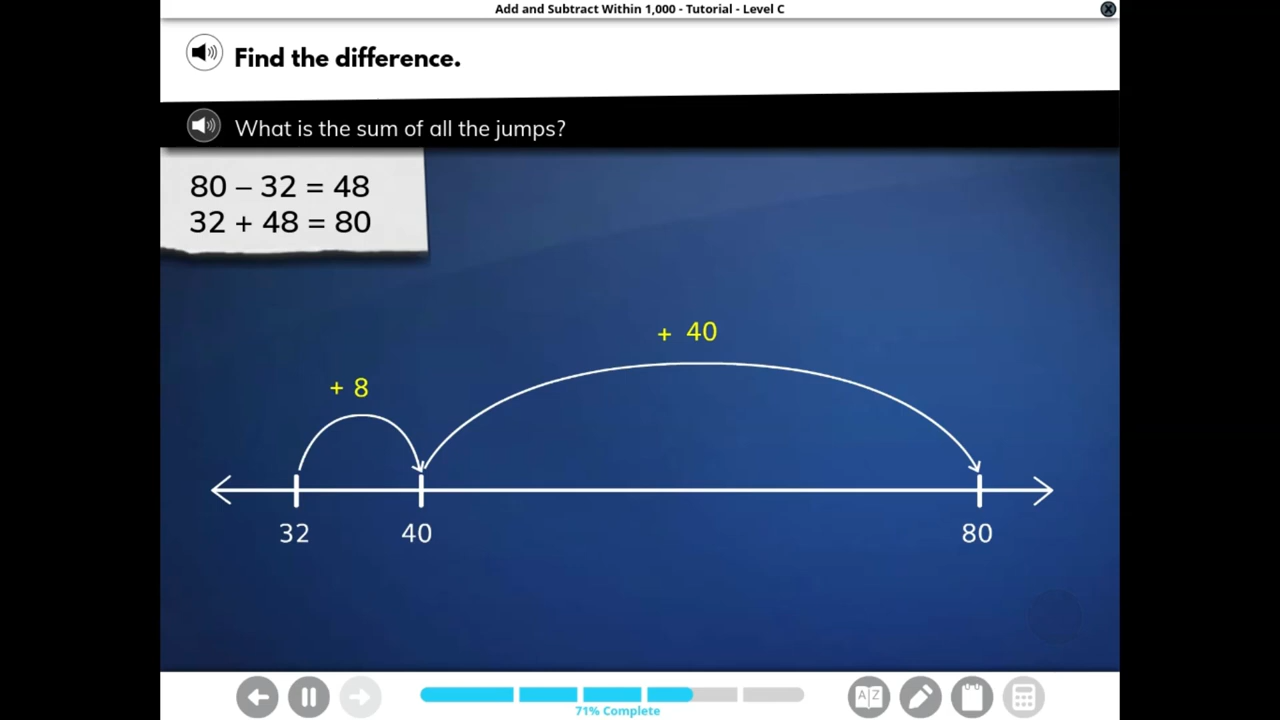 Add and Subtract Within 1,000 - Tutorial - Level C
Find the difference.
What is the sum of all the jumps?
80 – 32 = 48
32 + 48 = 80
+ 40
+ 8
32 40 80
71% Complete
A Z